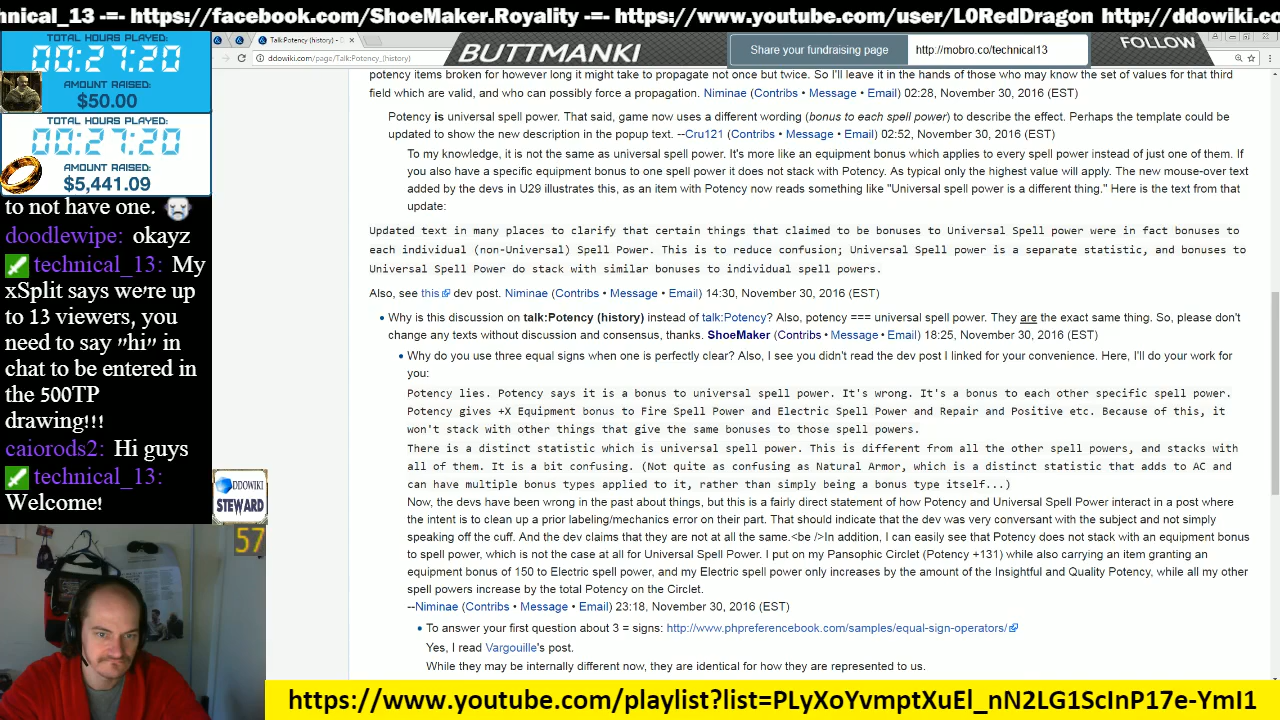 hnical_13 -=- https://facebook.com/ShoeMaker.Royality -=- https://www.youtube.com/user/L0RedDragon http://ddowiki.co
TOTAL HOURS PLAYED:
00:27:20
AMOUNT RAISED:
$50.00
TOTAL HOURS PLAYED:
00:27:20
AMOUNT RAISED:
$5,441.09
to not have one.
doodlewipe: okayz
technical_13: My
xSplit says we're up
to 13 viewers, you
need to say "hi" in
chat to be entered in
the 500TP
drawing!!!
caiorods2: Hi guys
technical_13:
Welcome!
DDOWIKI
STEWARD
57
Talk:Potency (history) -
ddowiki.com/page/Talk:Potency_(history)
BUTTMANKI
Share your fundraising page
http://mobro.co/technical13
FOLLOW
potency items broken for however long it might take to propagate not once but twice. So I'll leave it in the hands of those who may know the set of values for that third
field which are valid, and who can possibly force a propagation. Niminae (Contribs • Message • Email) 02:28, November 30, 2016 (EST)
Potency is universal spell power. That said, game now uses a different wording (bonus to each spell power) to describe the effect. Perhaps the template could be
updated to show the new description in the popup text. --Cru121 (Contribs • Message • Email) 02:52, November 30, 2016 (EST)
To my knowledge, it is not the same as universal spell power. It's more like an equipment bonus which applies to every spell power instead of just one of them. If
you also have a specific equipment bonus to one spell power it does not stack with Potency. As typical only the highest value will apply. The new mouse-over text
added by the devs in U29 illustrates this, as an item with Potency now reads something like "Universal spell power is a different thing." Here is the text from that
update:
Updated text in many places to clarify that certain things that claimed to be bonuses to Universal Spell power were in fact bonuses to
each individual (non-Universal) Spell Power. This is to reduce confusion; Universal Spell power is a separate statistic, and bonuses to
Universal Spell Power do stack with similar bonuses to individual spell powers.
Also, see this dev post. Niminae (Contribs • Message • Email) 14:30, November 30, 2016 (EST)
• Why is this discussion on talk:Potency (history) instead of talk:Potency? Also, potency === universal spell power. They are the exact same thing. So, please don't
change any texts without discussion and consensus, thanks. ShoeMaker (Contribs • Message • Email) 18:25, November 30, 2016 (EST)
• Why do you use three equal signs when one is perfectly clear? Also, I see you didn't read the dev post I linked for your convenience. Here, I'll do your work for
you:
Potency lies. Potency says it is a bonus to universal spell power. It's wrong. It's a bonus to each other specific spell power.
Potency gives +X Equipment bonus to Fire Spell Power and Electric Spell Power and Repair and Positive etc. Because of this, it
won't stack with other things that give the same bonuses to those spell powers.
There is a distinct statistic which is universal spell power. This is different from all the other spell powers, and stacks with
all of them. It is a bit confusing. (Not quite as confusing as Natural Armor, which is a distinct statistic that adds to AC and
can have multiple bonus types applied to it, rather than simply being a bonus type itself...)
Now, the devs have been wrong in the past about things, but this is a fairly direct statement of how Potency and Universal Spell Power interact in a post where
the intent is to clean up a prior labeling/mechanics error on their part. That should indicate that the dev was very conversant with the subject and not simply
speaking off the cuff. And the dev claims that they are not at all the same.<be />In addition, I can easily see that Potency does not stack with an equipment bonus
to spell power, which is not the case at all for Universal Spell Power. I put on my Pansophic Circlet (Potency +131) while also carrying an item granting an
equipment bonus of 150 to Electric spell power, and my Electric spell power only increases by the amount of the Insightful and Quality Potency, while all my other
spell powers increase by the total Potency on the Circlet.
--Niminae (Contribs • Message • Email) 23:18, November 30, 2016 (EST)
• To answer your first question about 3 = signs: http://www.phpreferencebook.com/samples/equal-sign-operators/
Yes, I read Vargouille's post.
While they may be internally different now, they are identical for how they are represented to us.
https://www.youtube.com/playlist?list=PLyXoYvmptXuEl_nN2LG1ScInP17e-YmI1